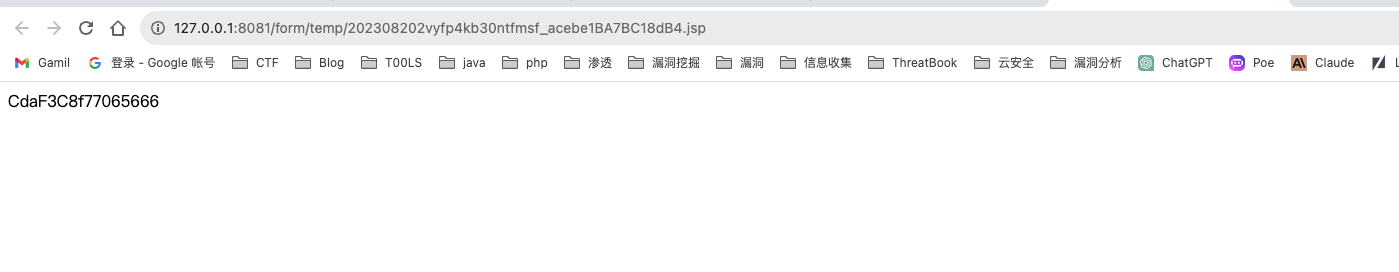 127.0.0.1:8081/form/temp/202308202vyfp4kb30ntfmsf_acebe1BA7BC18dB4.jsp
Gamil 登录 - Google 帐号 CTF Blog T00LS java php 渗透 漏洞挖掘 漏洞 信息收集 ThreatBook 云安全 漏洞分析 ChatGPT Poe Claude L
CdaF3C8f77065666